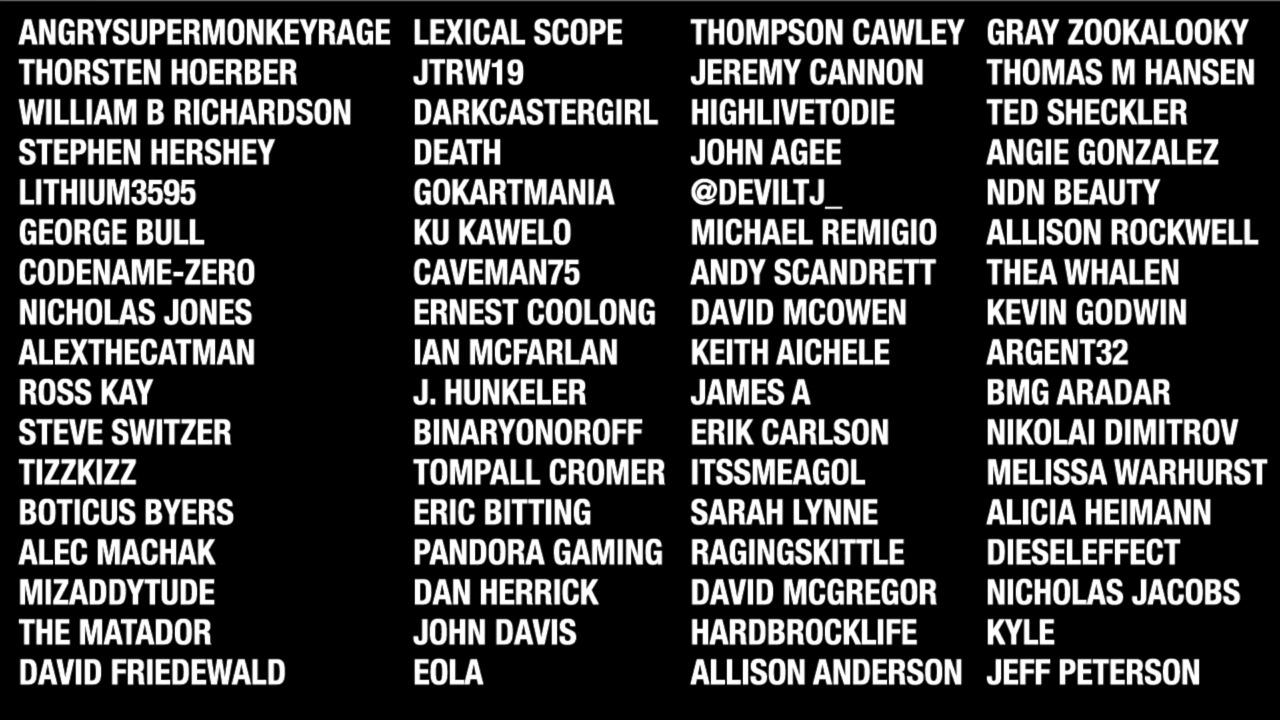 ANGRYSUPERMONKEYRAGE LEXICAL SCOPE THOMPSON CAWLEY GRAY ZOOKALOOKY
THORSTEN HOERBER JTRW19 JEREMY CANNON THOMAS M HANSEN
WILLIAM B RICHARDSON DARKCASTERGIRL HIGHLIVETODIE TED SHECKLER
STEPHEN HERSHEY DEATH JOHN AGEE ANGIE GONZALEZ
LITHIUM3595 GOKARTMANIA @DEVILTJ_ NDN BEAUTY
GEORGE BULL KU KAWELO MICHAEL REMIGIO ALLISON ROCKWELL
CODENAME-ZERO CAVEMAN75 ANDY SCANDRETT THEA WHALEN
NICHOLAS JONES ERNEST COOLONG DAVID MCOWEN KEVIN GODWIN
ALEXTHECATMAN IAN MCFARLAN KEITH AICHELE ARGENT32
ROSS KAY J. HUNKELER JAMES A BMG ARADAR
STEVE SWITZER BINARYONOROFF ERIK CARLSON NIKOLAI DIMITROV
TIZZKIZZ TOMPALL CROMER ITSSMEAGOL MELISSA WARHURST
BOTICUS BYERS ERIC BITTING SARAH LYNNE ALICIA HEIMANN
ALEC MACHAK PANDORA GAMING RAGINGSKITTLE DIESELEFFECT
MIZADDYTUDE DAN HERRICK DAVID MCGREGOR NICHOLAS JACOBS
THE MATADOR JOHN DAVIS HARDBROCKLIFE KYLE
DAVID FRIEDEWALD EOLA ALLISON ANDERSON JEFF PETERSON